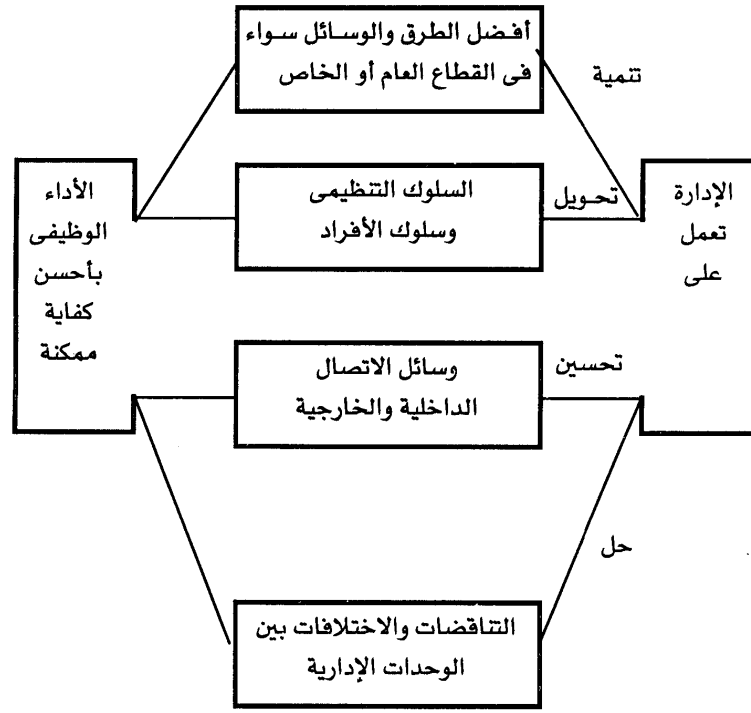 أفضل الطرق والوسائل سواء
فى القطاع العام أو الخاص
تنمية
الإدارة
تعمل
على
تحويل
السلوك التنظيمى
وسلوك الأفراد
الأداء
الوظيفى
بأحسن
كفاية
ممكنة
تحسين
وسائل الاتصال
الداخلية والخارجية
حل
التناقضات والاختلافات بين
الوحدات الإدارية